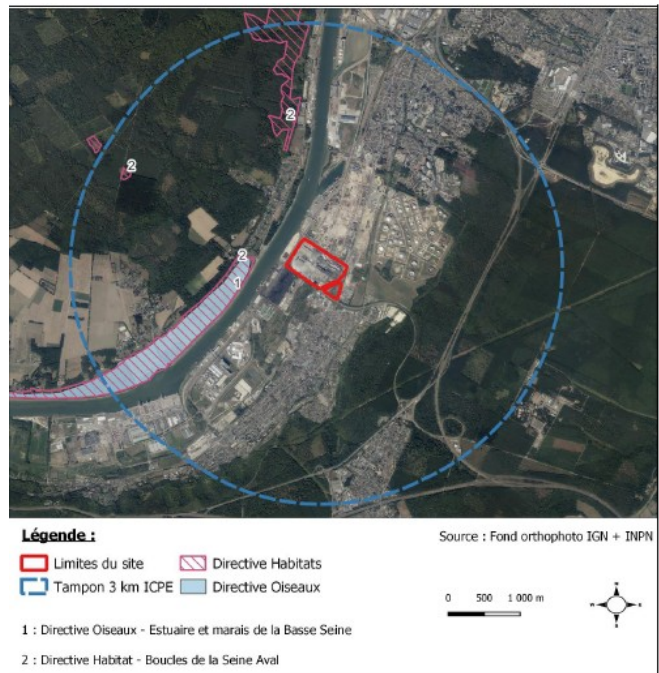 2
2
2
1
Légende :
Source : Fond orthophoto IGN + INPN
Limites du site
Directive Habitats
Tampon 3 km ICPE
Directive Oiseaux
0 500 1 000 m
N
W E
S
1 : Directive Oiseaux - Estuaire et marais de la Basse Seine
2 : Directive Habitat - Boucles de la Seine Aval